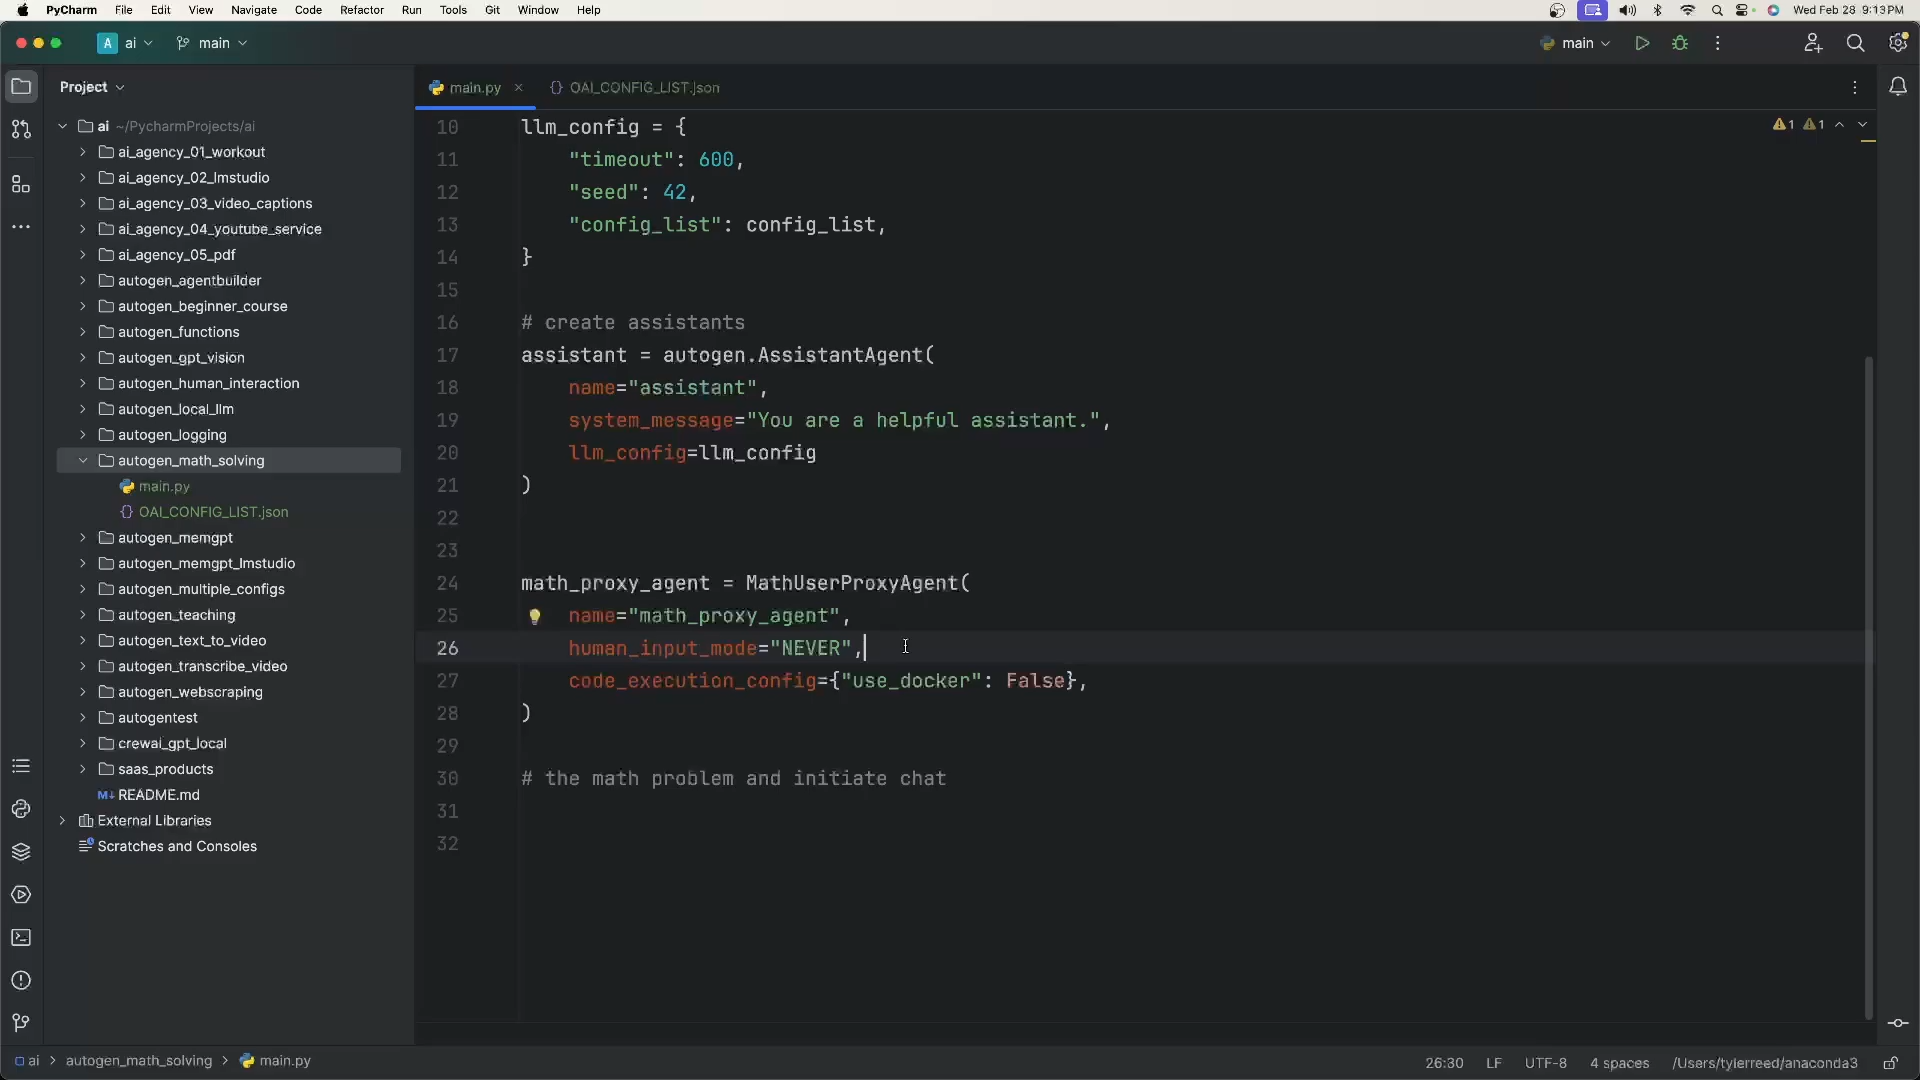 PyCharm File Edit View Navigate Code Refactor Run Tools Git Window Help Wed Feb 28 9:13 PM
A ai main main
Project
main.py
OAI_CONFIG_LIST.json
ai ~/PycharmProjects/ai
ai_agency_01_workout
ai_agency_02_lmstudio
ai_agency_03_video_captions
ai_agency_04_youtube_service
ai_agency_05_pdf
autogen_agentbuilder
autogen_beginner_course
autogen_functions
autogen_gpt_vision
autogen_human_interaction
autogen_local_llm
autogen_logging
autogen_math_solving
main.py
OAI_CONFIG_LIST.json
autogen_memgpt
autogen_memgpt_lmstudio
autogen_multiple_configs
autogen_teaching
autogen_text_to_video
autogen_transcribe_video
autogen_webscraping
autogentest
crewai_gpt_local
saas_products
M↓ README.md
External Libraries
Scratches and Consoles
1 1
10 llm_config = {
11 "timeout": 600,
12 "seed": 42,
13 "config_list": config_list,
14 }
15
16 # create assistants
17 assistant = autogen.AssistantAgent(
18 name="assistant",
19 system_message="You are a helpful assistant.",
20 llm_config=llm_config
21 )
22
23
24 math_proxy_agent = MathUserProxyAgent(
25 name="math_proxy_agent",
26 human_input_mode="NEVER",
27 code_execution_config={"use_docker": False},
28 )
29
30 # the math problem and initiate chat
31
32
ai > autogen_math_solving > main.py
26:30 LF UTF-8 4 spaces /Users/tylerreed/anaconda3